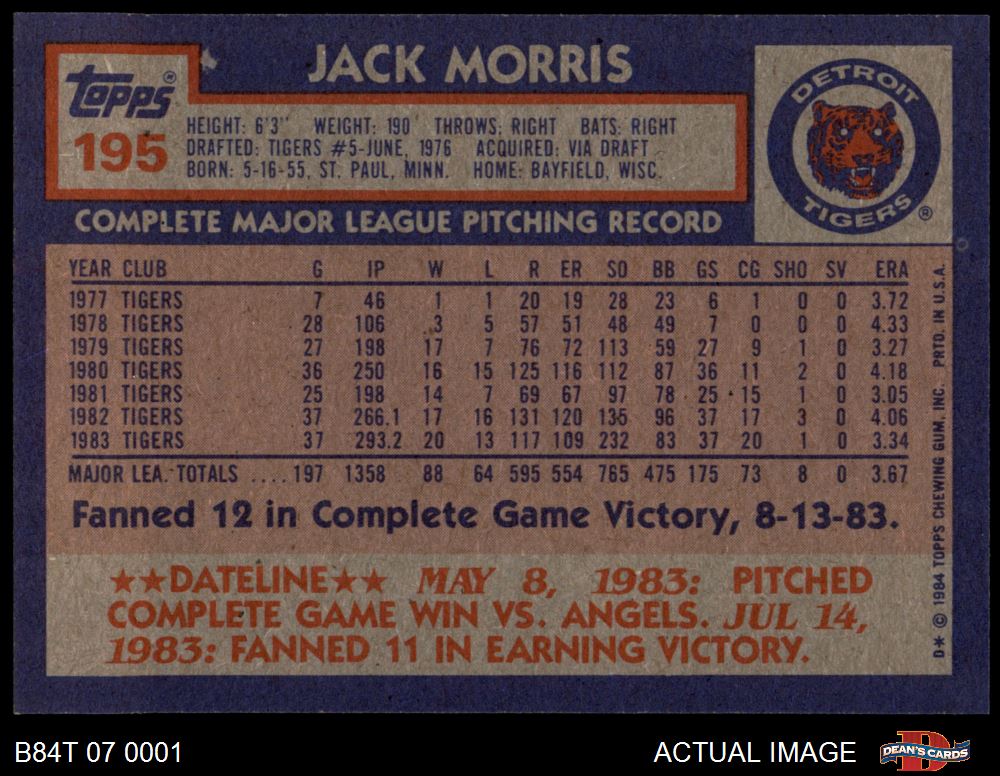 JACK MORRIS
Topps®
195
HEIGHT: 6'3" WEIGHT: 190 THROWS: RIGHT BATS: RIGHT
DRAFTED: TIGERS #5-JUNE, 1976 ACQUIRED: VIA DRAFT
BORN: 5-16-55, ST. PAUL, MINN. HOME: BAYFIELD, WISC.
DETROIT
TIGERS®
COMPLETE MAJOR LEAGUE PITCHING RECORD
YEAR CLUB G IP W L R ER SO BB GS CG SHO SV ERA
1977 TIGERS 7 46 1 1 20 19 28 23 6 1 0 0 3.72
1978 TIGERS 28 106 3 5 57 51 48 49 7 0 0 0 4.33
1979 TIGERS 27 198 17 7 76 72 113 59 27 9 1 0 3.27
1980 TIGERS 36 250 16 15 125 116 112 87 36 11 2 0 4.18
1981 TIGERS 25 198 14 7 69 67 97 78 25 15 1 0 3.05
1982 TIGERS 37 266.1 17 16 131 120 135 96 37 17 3 0 4.06
1983 TIGERS 37 293.2 20 13 117 109 232 83 37 20 1 0 3.34
MAJOR LEA. TOTALS ....197 1358 88 64 595 554 765 475 175 73 8 0 3.67
Fanned 12 in Complete Game Victory, 8-13-83.
★★DATELINE★★ MAY 8, 1983: PITCHED
COMPLETE GAME WIN VS. ANGELS. JUL 14,
1983: FANNED 11 IN EARNING VICTORY.
D* © 1984 TOPPS CHEWING GUM, INC. PRTD. IN U.S.A.
B84T 07 0001
ACTUAL IMAGE
D
DEAN'S CARDS